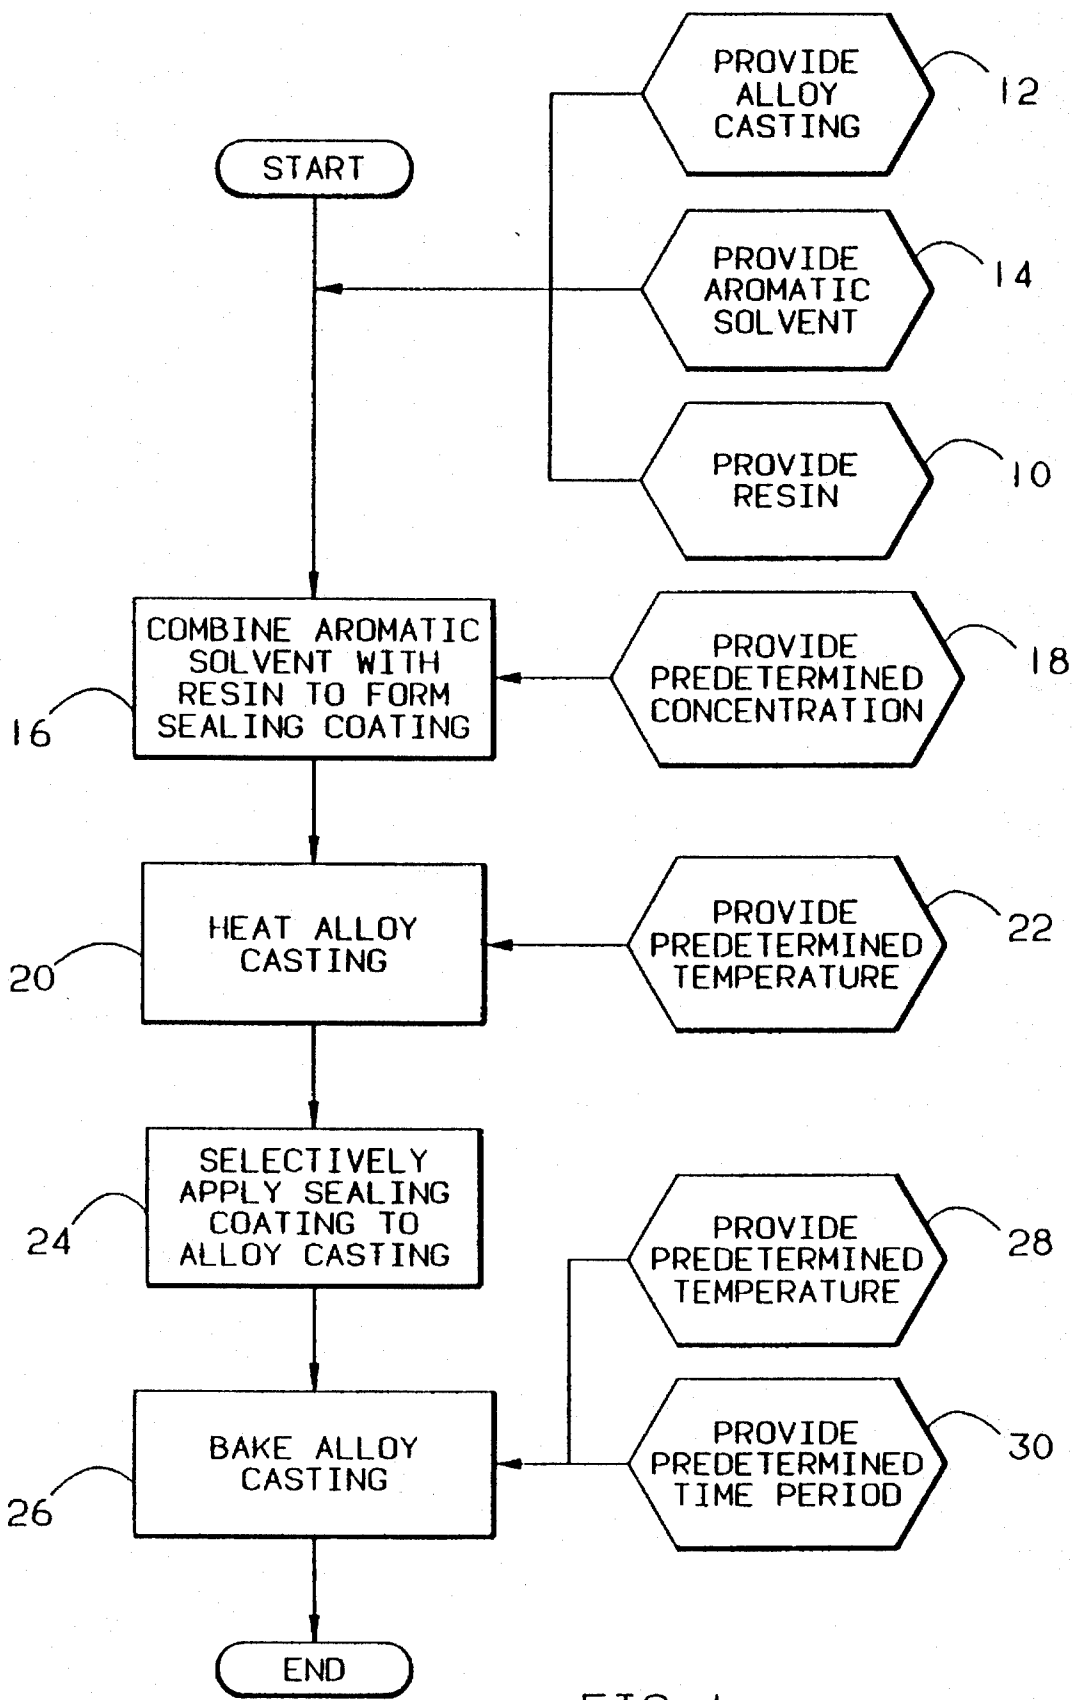 PROVIDE
ALLOY
CASTING
12
START
PROVIDE
AROMATIC
SOLVENT
14
PROVIDE
RESIN
10
COMBINE AROMATIC
SOLVENT WITH
RESIN TO FORM
SEALING COATING
16
PROVIDE
PREDETERMINED
CONCENTRATION
18
HEAT ALLOY
CASTING
20
PROVIDE
PREDETERMINED
TEMPERATURE
22
SELECTIVELY
APPLY SEALING
COATING TO
ALLOY CASTING
24
PROVIDE
PREDETERMINED
TEMPERATURE
28
BAKE ALLOY
CASTING
26
PROVIDE
PREDETERMINED
TIME PERIOD
30
END